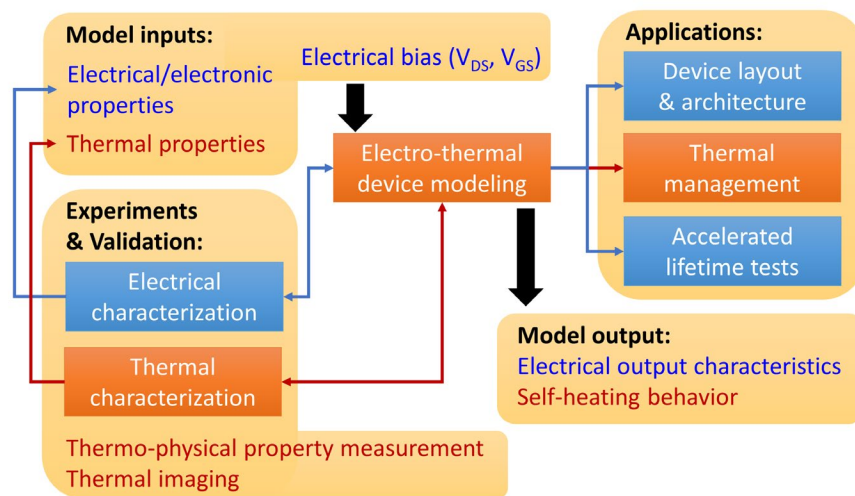 Model inputs:
Electrical/electronic
properties
Thermal properties
Electrical bias (V_DS, V_GS)
Electro-thermal
device modeling
Applications:
Device layout
& architecture
Thermal
management
Accelerated
lifetime tests
Experiments
& Validation:
Electrical
characterization
Thermal
characterization
Thermo-physical property measurement
Thermal imaging
Model output:
Electrical output characteristics
Self-heating behavior